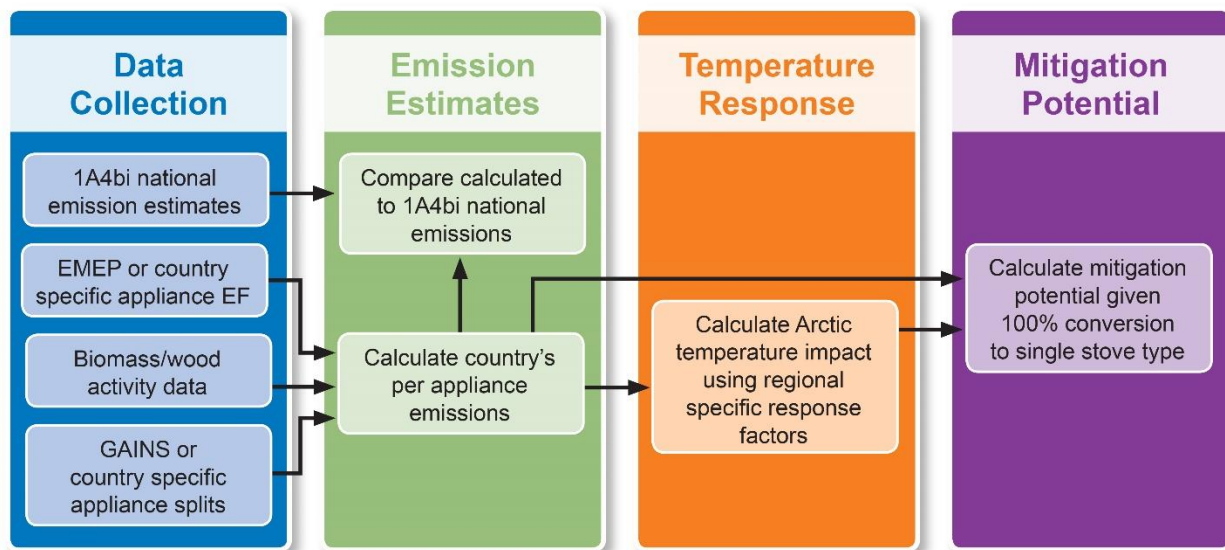 Data
Collection
1A4bi national
emission estimates
EMEP or country
specific appliance EF
Biomass/wood
activity data
GAINS or
country specific
appliance splits
Emission
Estimates
Compare calculated
to 1A4bi national
emissions
Calculate country’s
per appliance
emissions
Temperature
Response
Calculate Arctic
temperature impact
using regional
specific response
factors
Mitigation
Potential
Calculate mitigation
potential given
100% conversion
to single stove type